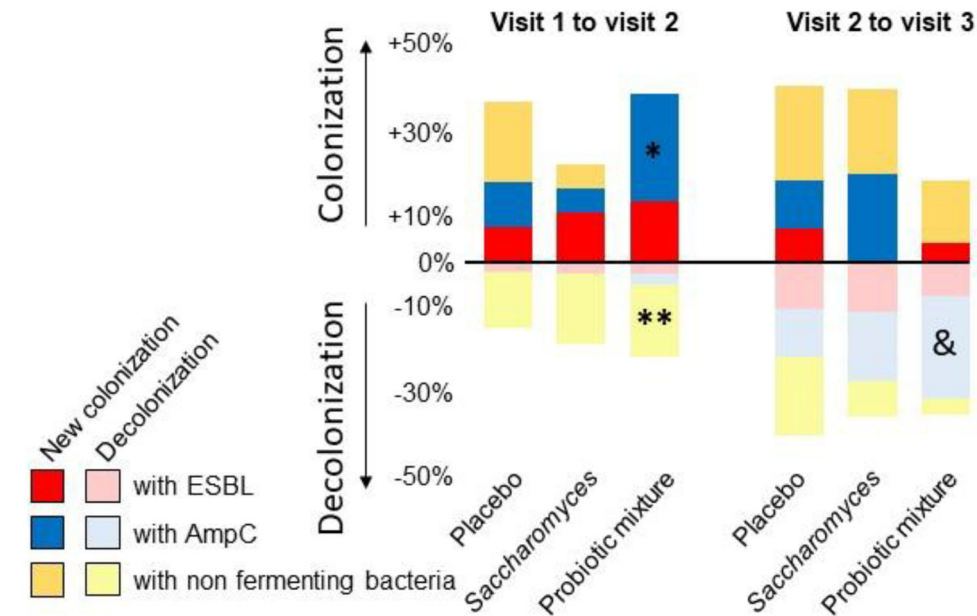 Visit 1 to visit 2
Visit 2 to visit 3
Colonization
Decolonization
+50%
+30%
+10%
0%
-10%
-30%
-50%
*
**
&
Placebo
Saccharomyces
Probiotic mixture
Placebo
Saccharomyces
Probiotic mixture
New colonization
Decolonization
with ESBL
with AmpC
with non fermenting bacteria